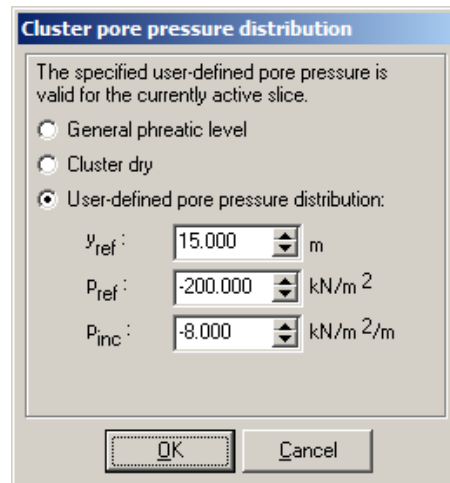 Cluster pore pressure distribution
The specified user-defined pore pressure is
valid for the currently active slice.
General phreatic level
Cluster dry
User-defined pore pressure distribution:
yref : 15.000 m
pref : -200.000 kN/m 2
pinc : -8.000 kN/m 2/m
OK Cancel